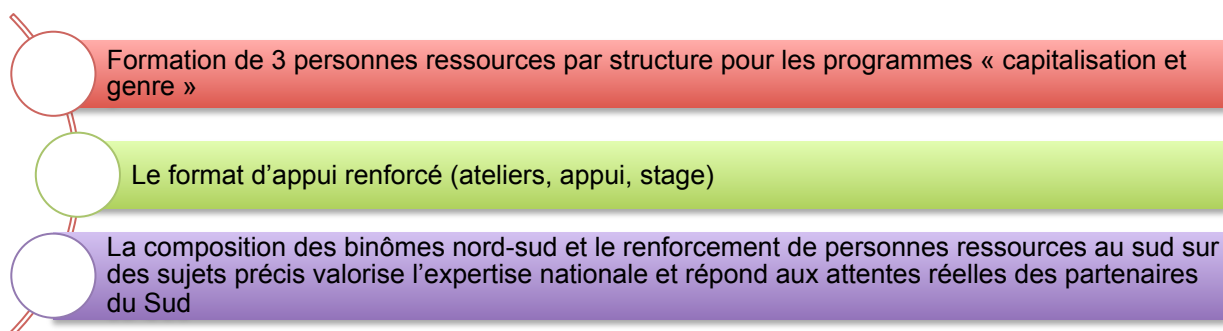 Formation de 3 personnes ressources par structure pour les programmes « capitalisation et
genre »
Le format d’appui renforcé (ateliers, appui, stage)
La composition des binômes nord-sud et le renforcement de personnes ressources au sud sur
des sujets précis valorise l’expertise nationale et répond aux attentes réelles des partenaires
du Sud